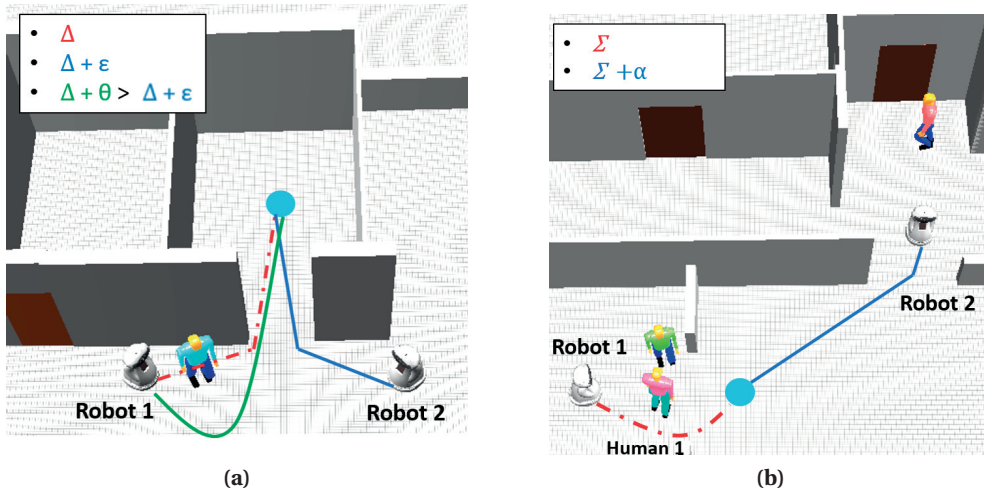 • Δ
• Δ + ε
• Δ + θ > Δ + ε
Robot 1
Robot 2
(a)
• Σ
• Σ +α
Robot 2
Robot 1
Human 1
(b)